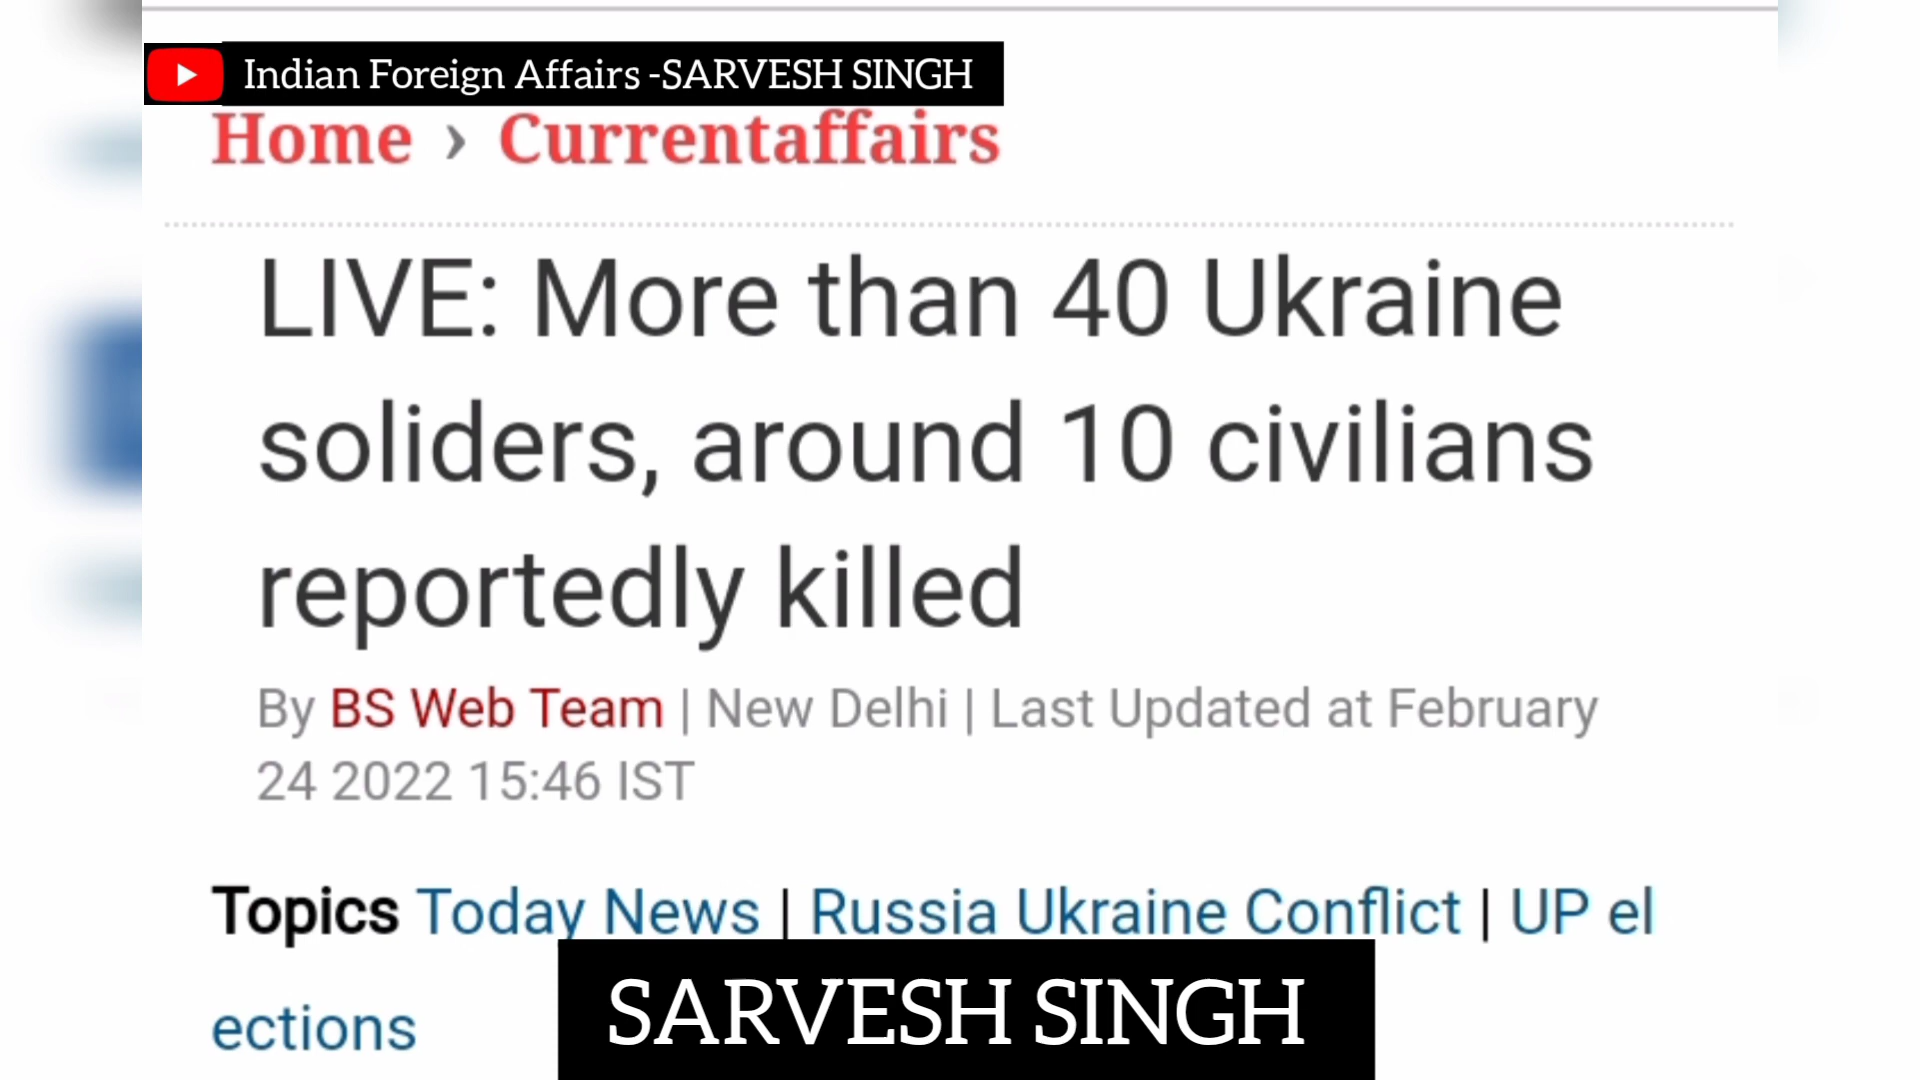 Indian Foreign Affairs -SARVESH SINGH
Home › Currentaffairs
LIVE: More than 40 Ukraine
soliders, around 10 civilians
reportedly killed
By BS Web Team | New Delhi | Last Updated at February
24 2022 15:46 IST
Topics Today News | Russia Ukraine Conflict | UP el
ections
SARVESH SINGH